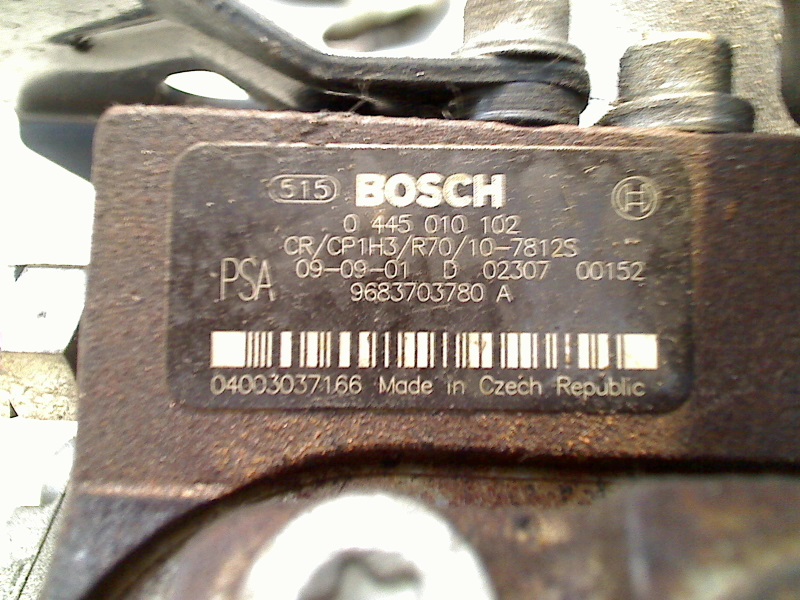 515 BOSCH
0 445 010 102
CR/CP1H3/R70/10-7812S
PSA 09-09-01 D 02307 00152
9683703780 A
04003037166 Made in Czech Republic